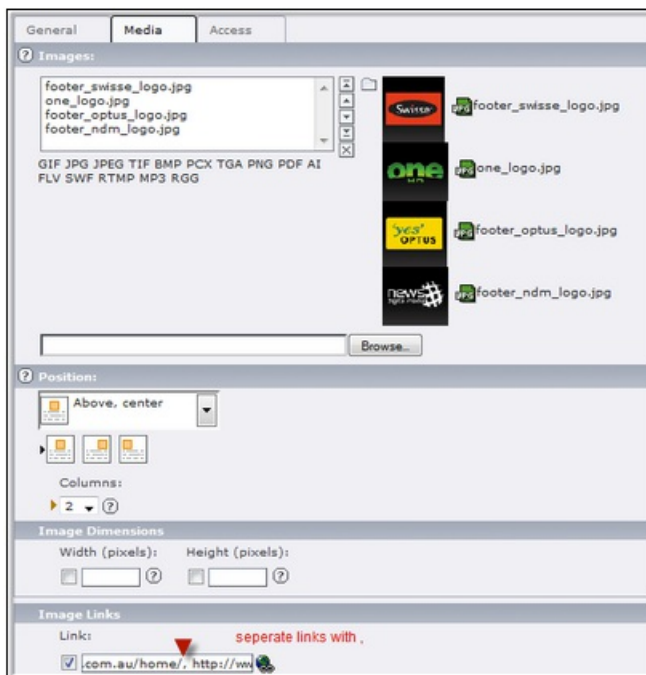 General Media Access
Images:
footer_swisse_logo.jpg
one_logo.jpg
footer_optus_logo.jpg
footer_ndm_logo.jpg
GIF JPG JPEG TIF BMP PCX TGA PNG PDF AI
FLV SWF RTMP MP3 RGG
Swisse footer_swisse_logo.jpg
one HD one_logo.jpg
'yes' OPTUS footer_optus_logo.jpg
news footer_ndm_logo.jpg
Browse...
Position:
Above, center
Columns:
2
Image Dimensions
Width (pixels): Height (pixels):
Image Links
Link: seperate links with ,
.com.au/home/, http://ww